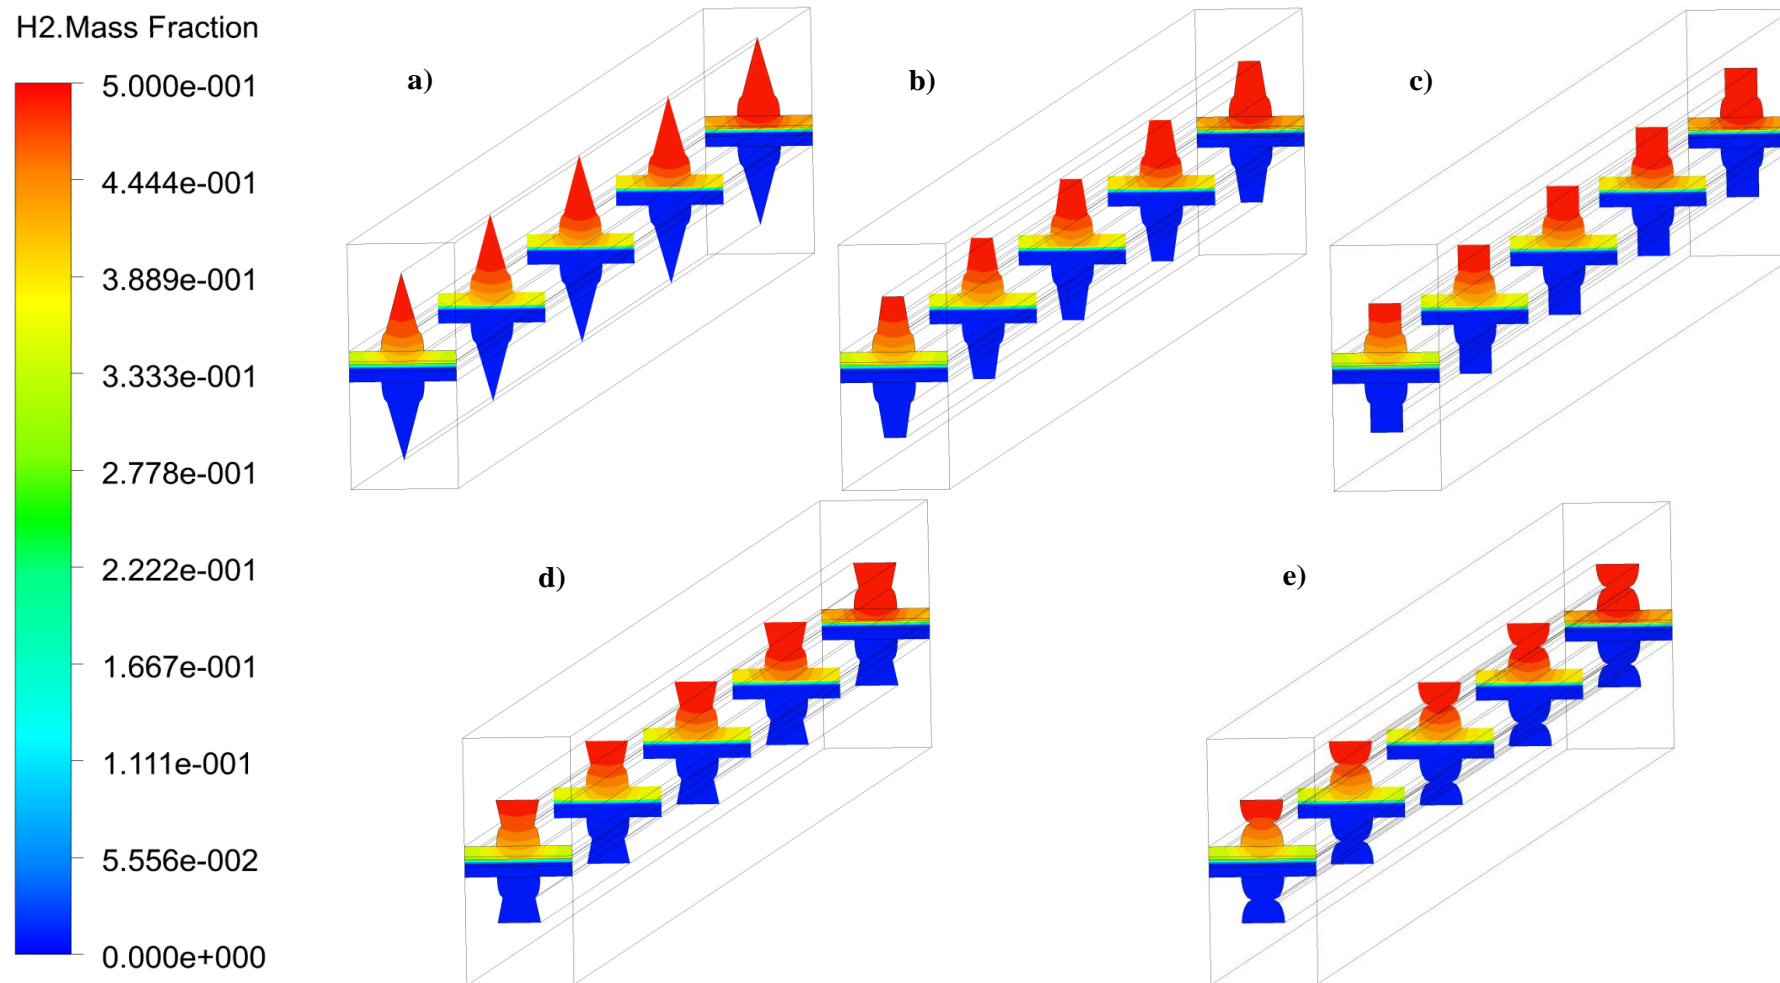 H2.Mass Fraction
5.000e-001
4.444e-001
3.889e-001
3.333e-001
2.778e-001
2.222e-001
1.667e-001
1.111e-001
5.556e-002
0.000e+000
a)
b)
c)
d)
e)